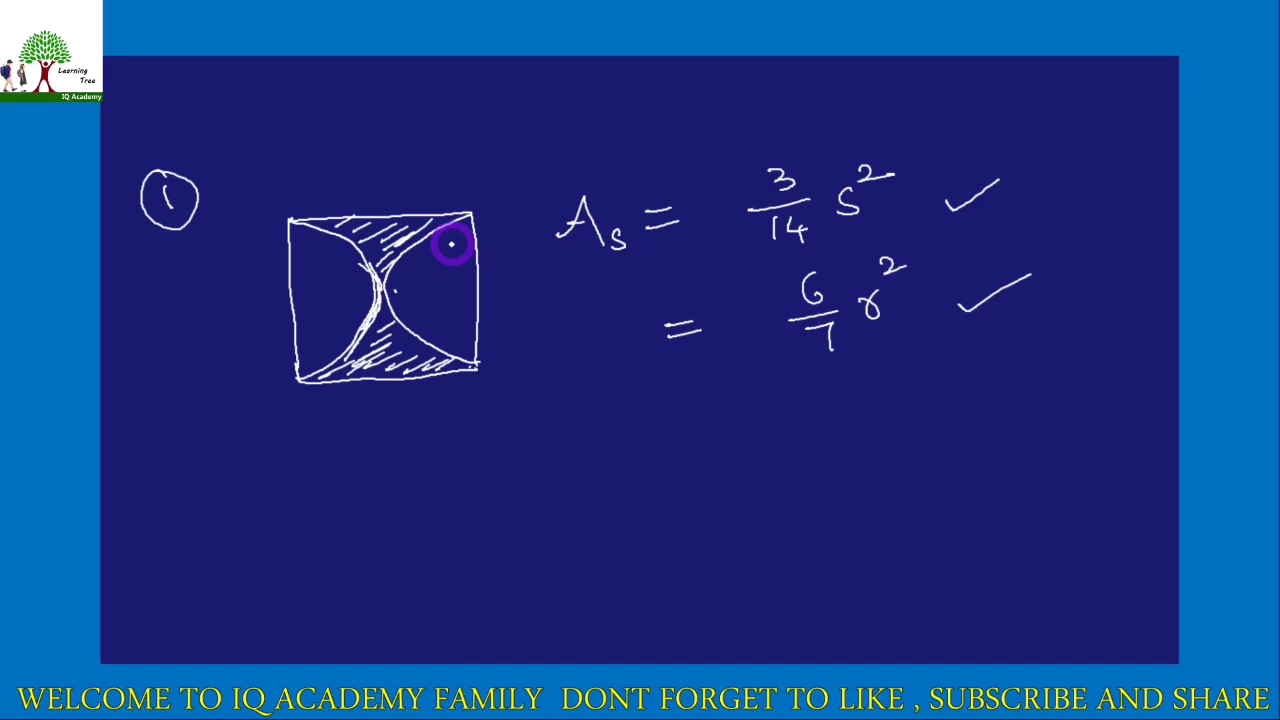 Learning
Tree
IQ Academy
1
A_s = 3/14 s²
= 6/7 r²
WELCOME TO IQ ACADEMY FAMILY DONT FORGET TO LIKE , SUBSCRIBE AND SHARE